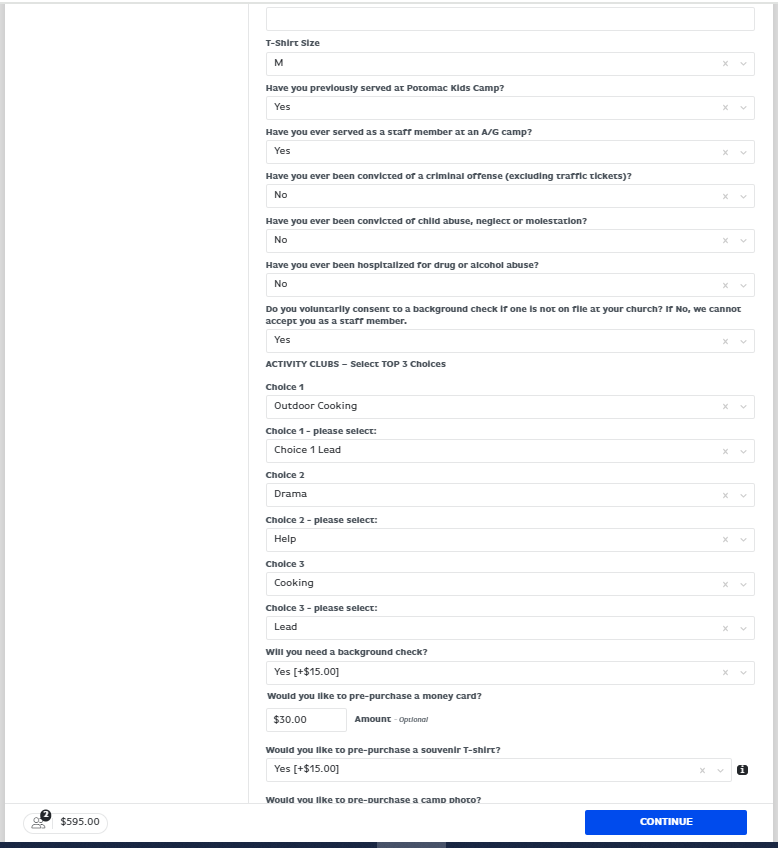 T-Shirt Size
M
Have you previously served at Potomac Kids Camp?
Yes
Have you ever served as a staff member at an A/G camp?
Yes
Have you ever been convicted of a criminal offense (excluding traffic tickets)?
No
Have you ever been convicted of child abuse, neglect or molestation?
No
Have you ever been hospitalized for drug or alcohol abuse?
No
Do you voluntarily consent to a background check if one is not on file at your church? If No, we cannot
accept you as a staff member.
Yes
ACTIVITY CLUBS – Select TOP 3 Choices
Choice 1
Outdoor Cooking
Choice 1 - please select:
Choice 1 Lead
Choice 2
Drama
Choice 2 - please select:
Help
Choice 3
Cooking
Choice 3 - please select:
Lead
Will you need a background check?
Yes [+$15.00]
Would you like to pre-purchase a money card?
$30.00 Amount - Optional
Would you like to pre-purchase a souvenir T-shirt?
Yes [+$15.00]
Would you like to pre-purchase a camp photo?
2 $595.00 CONTINUE